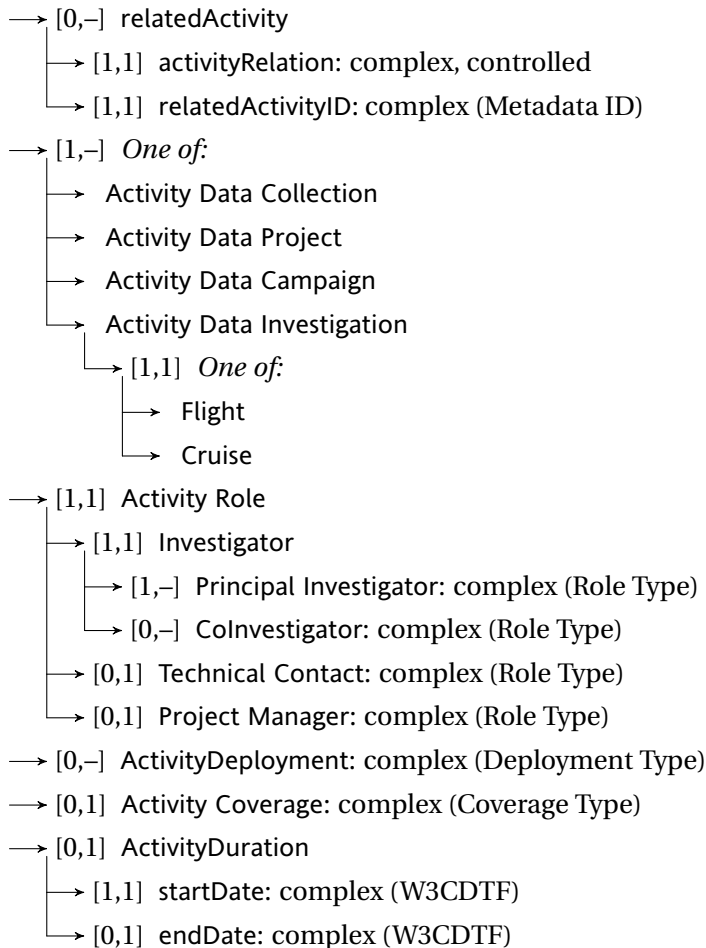 [0,–] relatedActivity
[1,1] activityRelation: complex, controlled
[1,1] relatedActivityID: complex (Metadata ID)
[1,–] One of:
Activity Data Collection
Activity Data Project
Activity Data Campaign
Activity Data Investigation
[1,1] One of:
Flight
Cruise
[1,1] Activity Role
[1,1] Investigator
[1,–] Principal Investigator: complex (Role Type)
[0,–] CoInvestigator: complex (Role Type)
[0,1] Technical Contact: complex (Role Type)
[0,1] Project Manager: complex (Role Type)
[0,–] ActivityDeployment: complex (Deployment Type)
[0,1] Activity Coverage: complex (Coverage Type)
[0,1] ActivityDuration
[1,1] startDate: complex (W3CDTF)
[0,1] endDate: complex (W3CDTF)